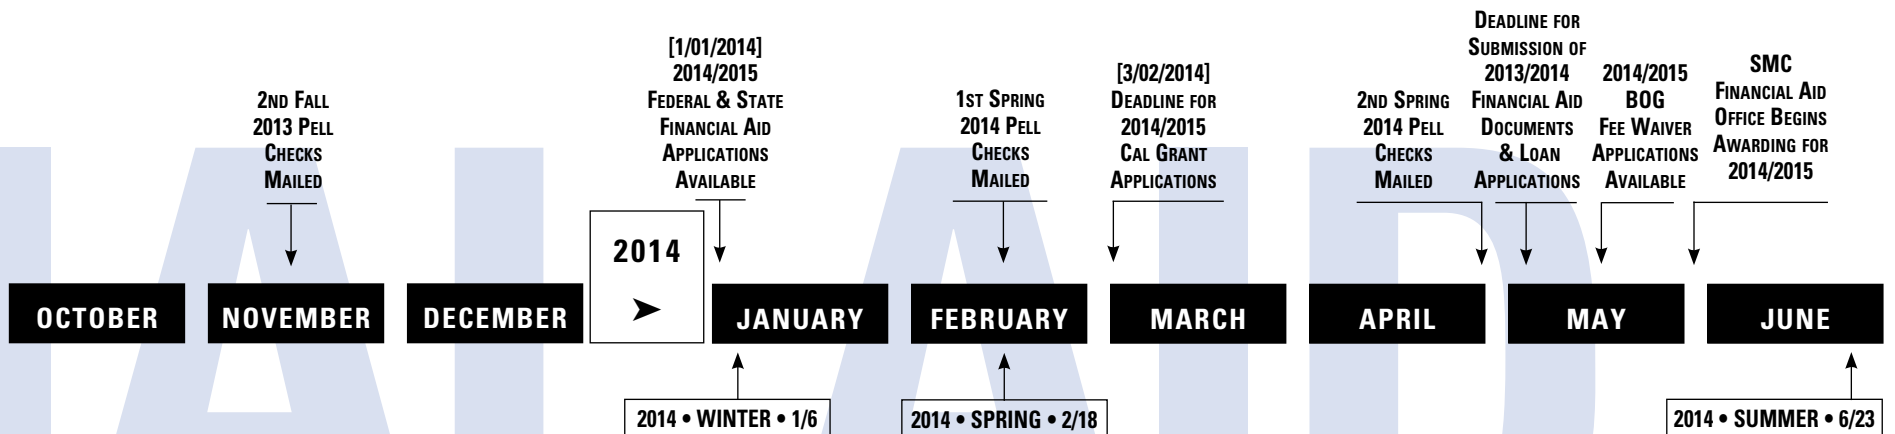 2ND FALL
2013 PELL
CHECKS
MAILED
[1/01/2014]
2014/2015
FEDERAL & STATE
FINANCIAL AID
APPLICATIONS
AVAILABLE
1ST SPRING
2014 PELL
CHECKS
MAILED
[3/02/2014]
DEADLINE FOR
2014/2015
CAL GRANT
APPLICATIONS
2ND SPRING
2014 PELL
CHECKS
MAILED
DEADLINE FOR
SUBMISSION OF
2013/2014
FINANCIAL AID
DOCUMENTS
& LOAN
APPLICATIONS
2014/2015
BOG
FEE WAIVER
APPLICATIONS
AVAILABLE
SMC
FINANCIAL AID
OFFICE BEGINS
AWARDING FOR
2014/2015
OCTOBER
NOVEMBER
DECEMBER
2014
JANUARY
FEBRUARY
MARCH
APRIL
MAY
JUNE
2014 • WINTER • 1/6
2014 • SPRING • 2/18
2014 • SUMMER • 6/23
IAL AID